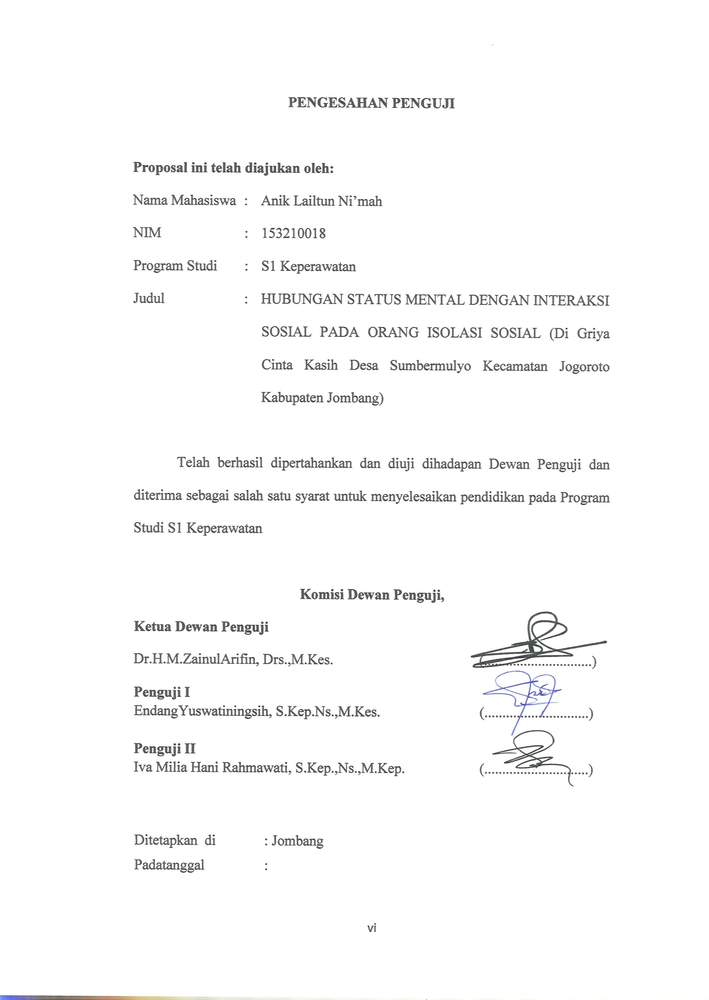 PENGESAHAN PENGUJI
Proposal ini telah diajukan oleh:
Nama Mahasiswa : Anik Lailtun Ni’mah
NIM : 153210018
Program Studi : S1 Keperawatan
Judul : HUBUNGAN STATUS MENTAL DENGAN INTERAKSI
SOSIAL PADA ORANG ISOLASI SOSIAL (Di Griya
Cinta Kasih Desa Sumbermulyo Kecamatan Jogoroto
Kabupaten Jombang)
Telah berhasil dipertahankan dan diuji dihadapan Dewan Penguji dan
diterima sebagai salah satu syarat untuk menyelesaikan pendidikan pada Program
Studi S1 Keperawatan
Komisi Dewan Penguji,
Ketua Dewan Penguji
Dr.H.M.ZainulArifin, Drs.,M.Kes. (..............................)
Penguji I
EndangYuswatiningsih, S.Kep.Ns.,M.Kes. (.............................)
Penguji II
Iva Milia Hani Rahmawati, S.Kep.,Ns.,M.Kep. (.............................)
Ditetapkan di : Jombang
Padatanggal :
vi